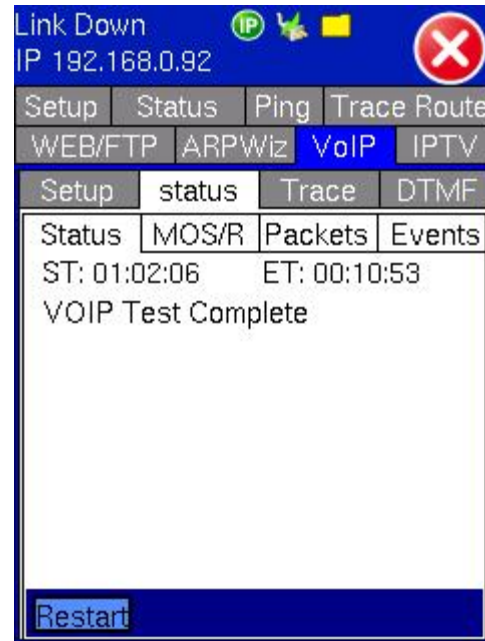 Link Down IP
IP 192.168.0.92
Setup Status Ping Trace Route
WEB/FTP ARPWiz VoIP IPTV
Setup status Trace DTMF
Status MOS/R Packets Events
ST: 01:02:06 ET: 00:10:53
VOIP Test Complete
Restart